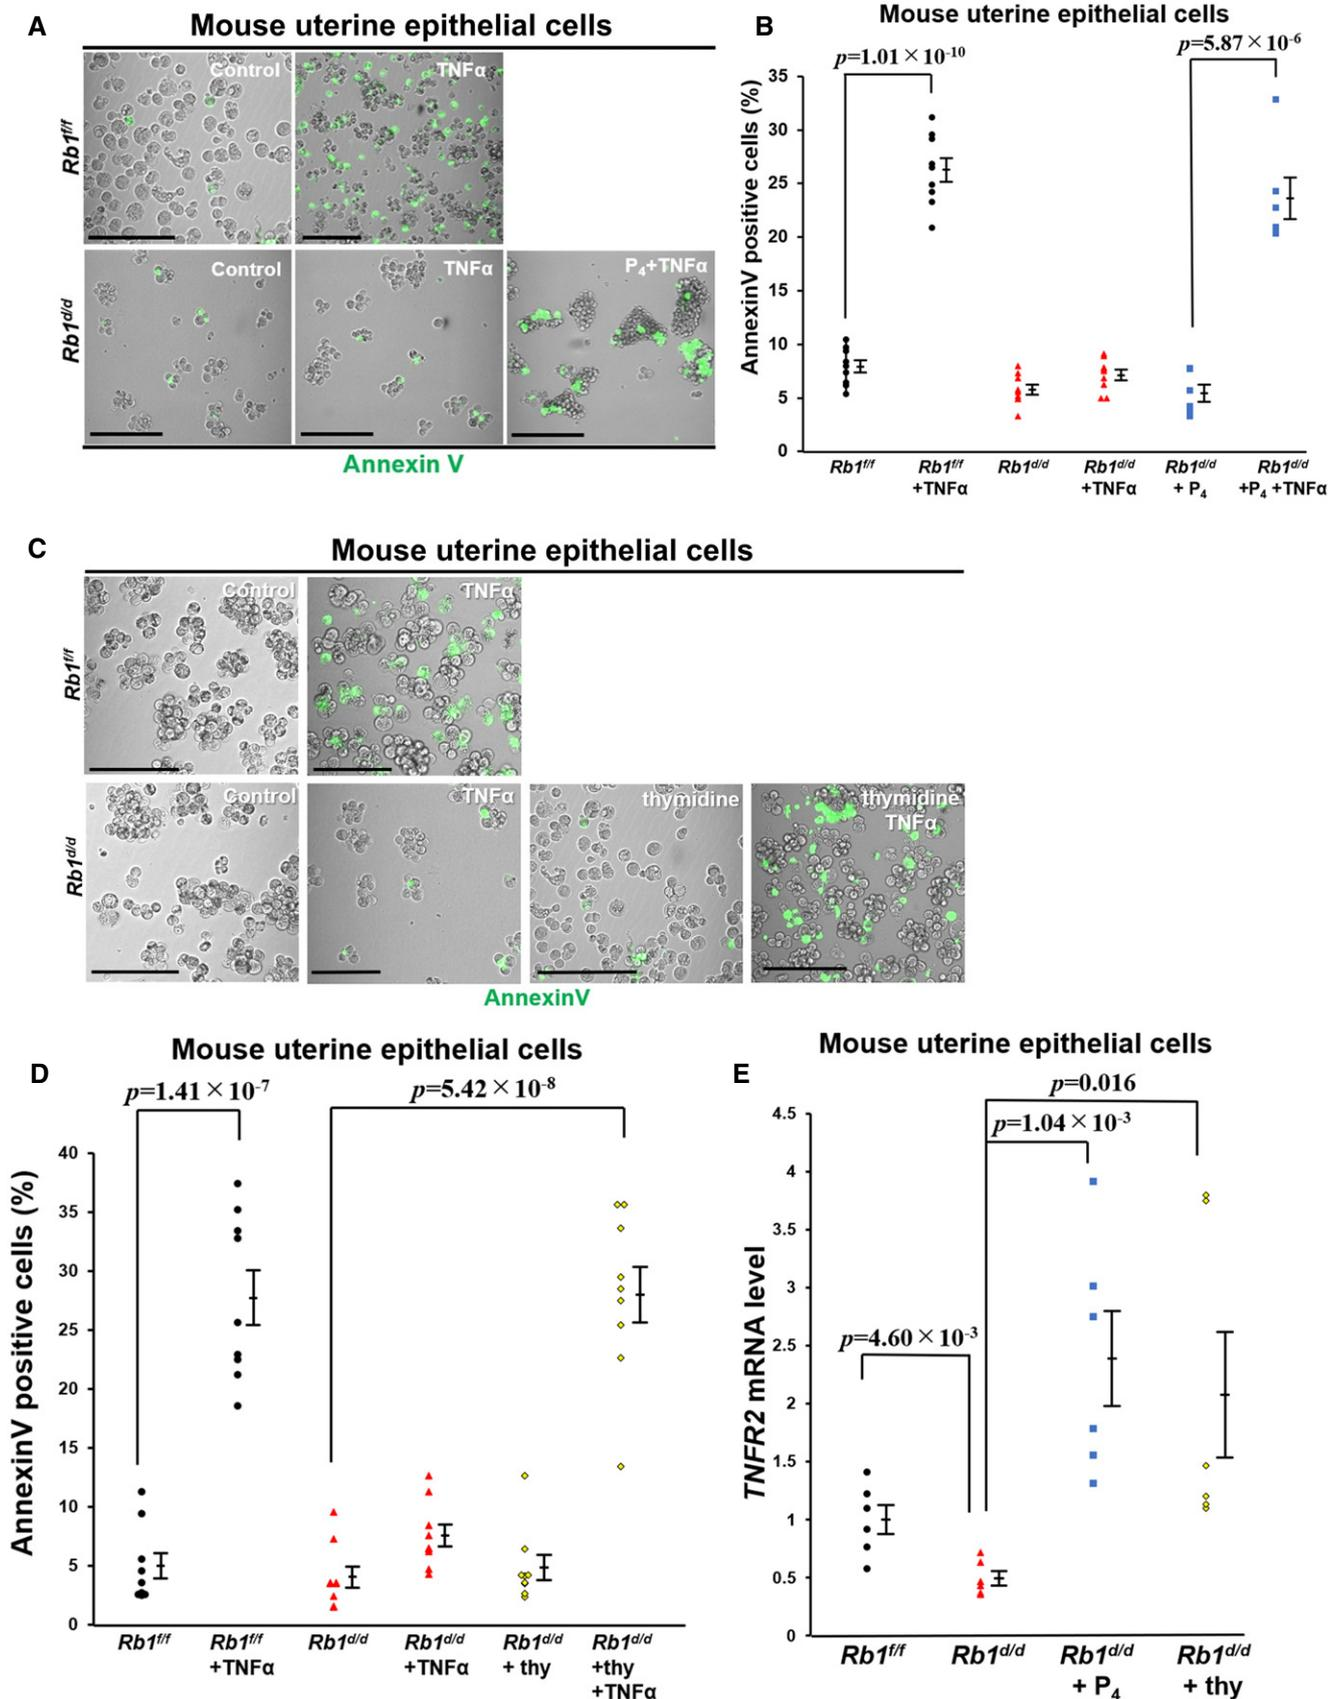 A
Mouse uterine epithelial cells
Rb1f/f
Control
TNFα
Rb1d/d
Control
TNFα
P4+TNFα
Annexin V
B
Mouse uterine epithelial cells
p=1.01×10-10
p=5.87×10-6
AnnexinV positive cells (%)
35
30
25
20
15
10
5
0
Rb1f/f
Rb1f/f
+TNFα
Rb1d/d
Rb1d/d
+TNFα
Rb1d/d
+ P4
Rb1d/d
+P4 +TNFα
C
Mouse uterine epithelial cells
Rb1f/f
Control
TNFα
Rb1d/d
Control
TNFα
thymidine
thymidine
TNFα
AnnexinV
D
Mouse uterine epithelial cells
p=1.41×10-7
p=5.42×10-8
AnnexinV positive cells (%)
40
35
30
25
20
15
10
5
0
Rb1f/f
Rb1f/f
+TNFα
Rb1d/d
Rb1d/d
+TNFα
Rb1d/d
+ thy
Rb1d/d
+thy
+TNFα
E
Mouse uterine epithelial cells
p=0.016
p=1.04×10-3
p=4.60×10-3
TNFR2 mRNA level
4.5
4
3.5
3
2.5
2
1.5
1
0.5
0
Rb1f/f
Rb1d/d
Rb1d/d
+ P4
Rb1d/d
+ thy